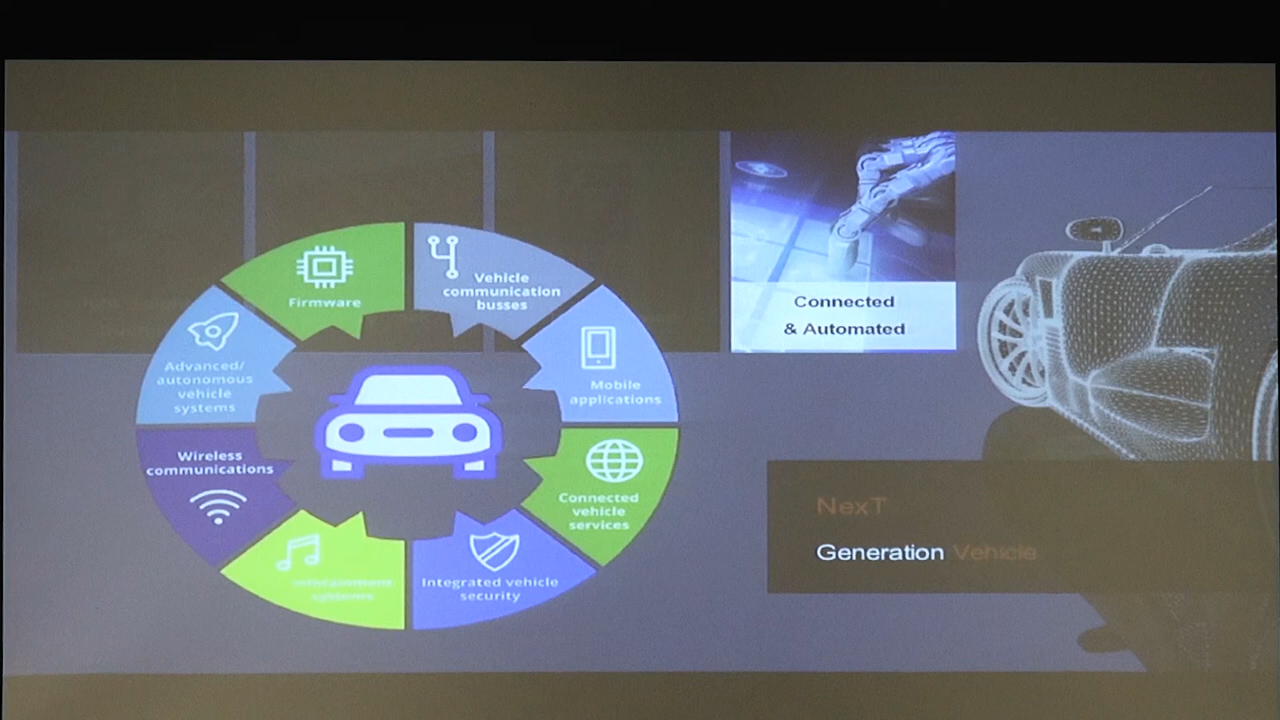 Firmware
Vehicle
communication
busses
Advanced/
autonomous
vehicle
systems
Mobile
applications
Wireless
communications
Connected
vehicle
services
Integrated vehicle
security
systems
Connected
& Automated
NexT
Generation Vehicle